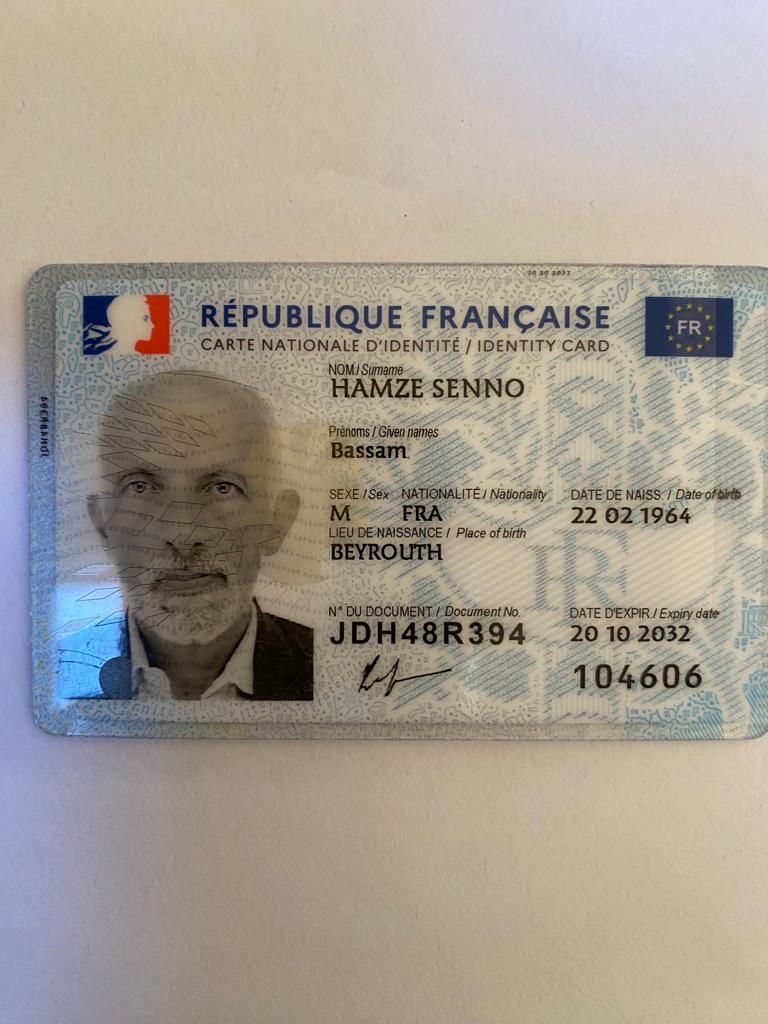 20 10 2032
RÉPUBLIQUE FRANÇAISE
FR
CARTE NATIONALE D'IDENTITÉ / IDENTITY CARD
NOM / Surname
HAMZE SENNO
Prénoms / Given names
Bassam
SEXE / Sex NATIONALITÉ / Nationality DATE DE NAISS. / Date of birth
M FRA 22 02 1964
LIEU DE NAISSANCE / Place of birth
BEYROUTH
N° DU DOCUMENT / Document No. DATE D'EXPIR. / Expiry date
JDH48R394 20 10 2032
104606
RF